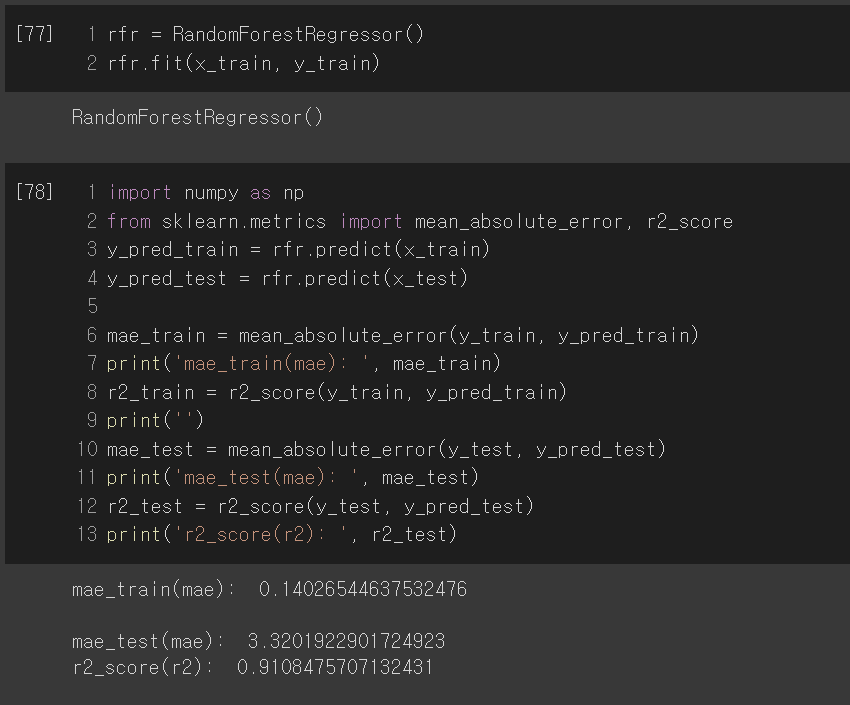 [77] 1 rfr = RandomForestRegressor()
2 rfr.fit(x_train, y_train)
RandomForestRegressor()
[78] 1 import numpy as np
2 from sklearn.metrics import mean_absolute_error, r2_score
3 y_pred_train = rfr.predict(x_train)
4 y_pred_test = rfr.predict(x_test)
5
6 mae_train = mean_absolute_error(y_train, y_pred_train)
7 print('mae_train(mae): ', mae_train)
8 r2_train = r2_score(y_train, y_pred_train)
9 print('')
10 mae_test = mean_absolute_error(y_test, y_pred_test)
11 print('mae_test(mae): ', mae_test)
12 r2_test = r2_score(y_test, y_pred_test)
13 print('r2_score(r2): ', r2_test)
mae_train(mae):  0.14026544637532476
mae_test(mae):  3.3201922901724923
r2_score(r2):  0.9108475707132431